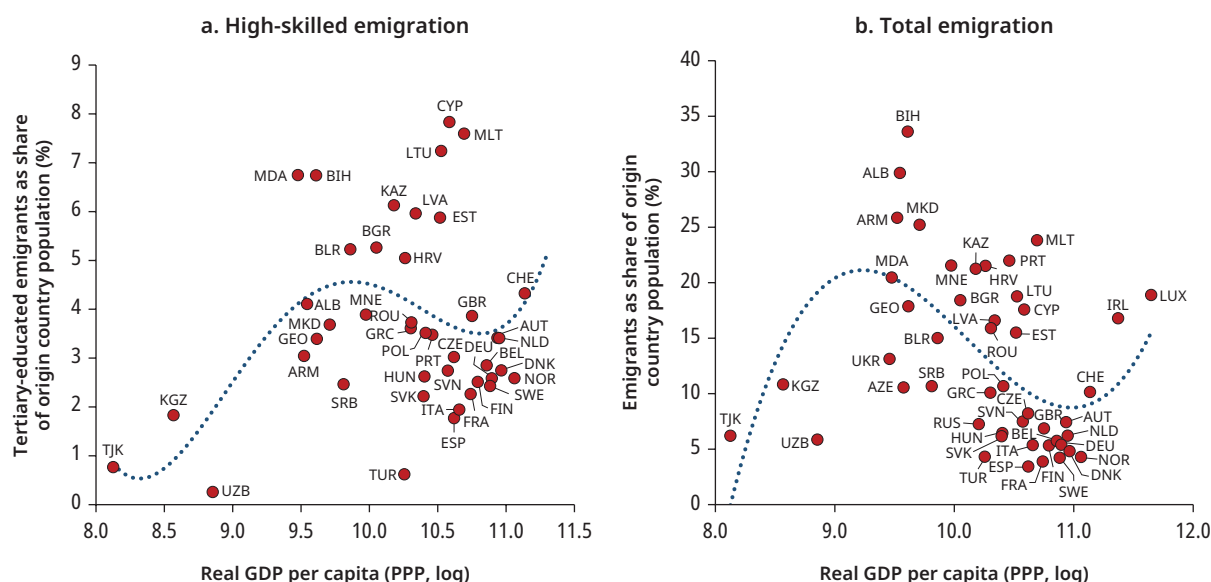 a. High-skilled emigration
Tertiary-educated emigrants as share
of origin country population (%)
9
8
7
6
5
4
3
2
1
0
CYP
MLT
LTU
MDA
BIH
KAZ
LVA
EST
BGR
BLR
HRV
CHE
ALB
MNE
GBR
MKD
ROU
AUT
GEO
GRC
NLD
POL
PRT
CZE
DEU
BEL
ARM
DNK
HUN
SVN
NOR
SRB
SWE
SVK
FIN
ITA
FRA
KGZ
ESP
TJK
TUR
UZB
8.0
8.5
9.0
9.5
10.0
10.5
11.0
11.5
Real GDP per capita (PPP, log)
b. Total emigration
Emigrants as share of origin
country population (%)
40
35
30
25
20
15
10
5
0
BIH
ALB
ARM
MKD
KAZ
MLT
MDA
PRT
MNE
HRV
LTU
LUX
GEO
BGR
CYP
IRL
LVA
BLR
EST
ROU
UKR
SRB
POL
CHE
KGZ
AZE
GRC
CZE
SVN
GBR
AUT
RUS
TJK
HUN
BEL
NLD
UZB
SVK
ITA
DEU
TUR
ESP
FIN
NOR
FRA
SWE
DNK
8.0
9.0
10.0
11.0
12.0
Real GDP per capita (PPP, log)